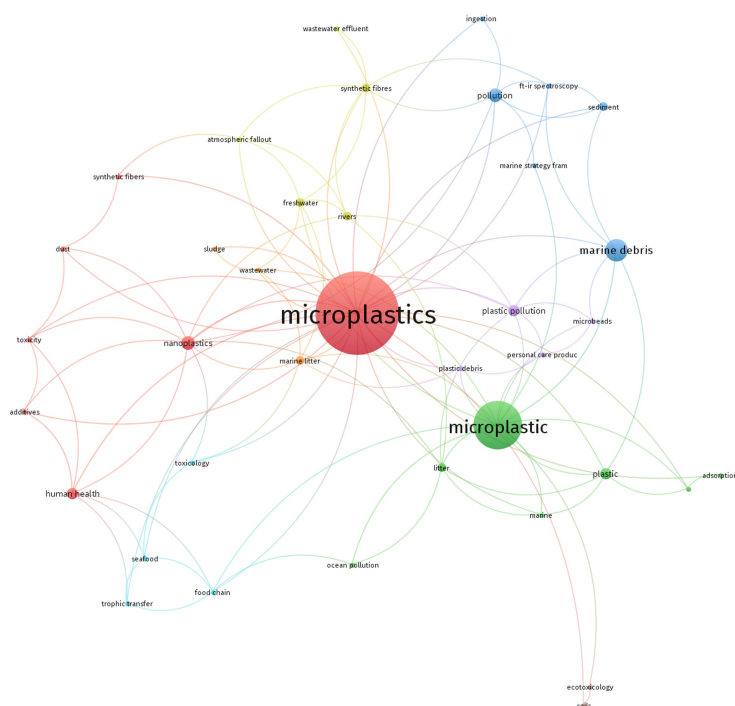 ingestion
wastewater effluent
synthetic fibres
ft-ir spectroscopy
pollution
sediment
atmospheric fallout
marine strategy fram
synthetic fibers
freshwater
rivers
dust
sludge
marine debris
wastewater
microplastics
plastic pollution
microbeads
toxicity
nanoplastics
personal care produc
marine litter
plastic debris
additives
microplastic
toxicology
litter
plastic
adsorption
human health
marine
seafood
ocean pollution
food chain
trophic transfer
ecotoxicology